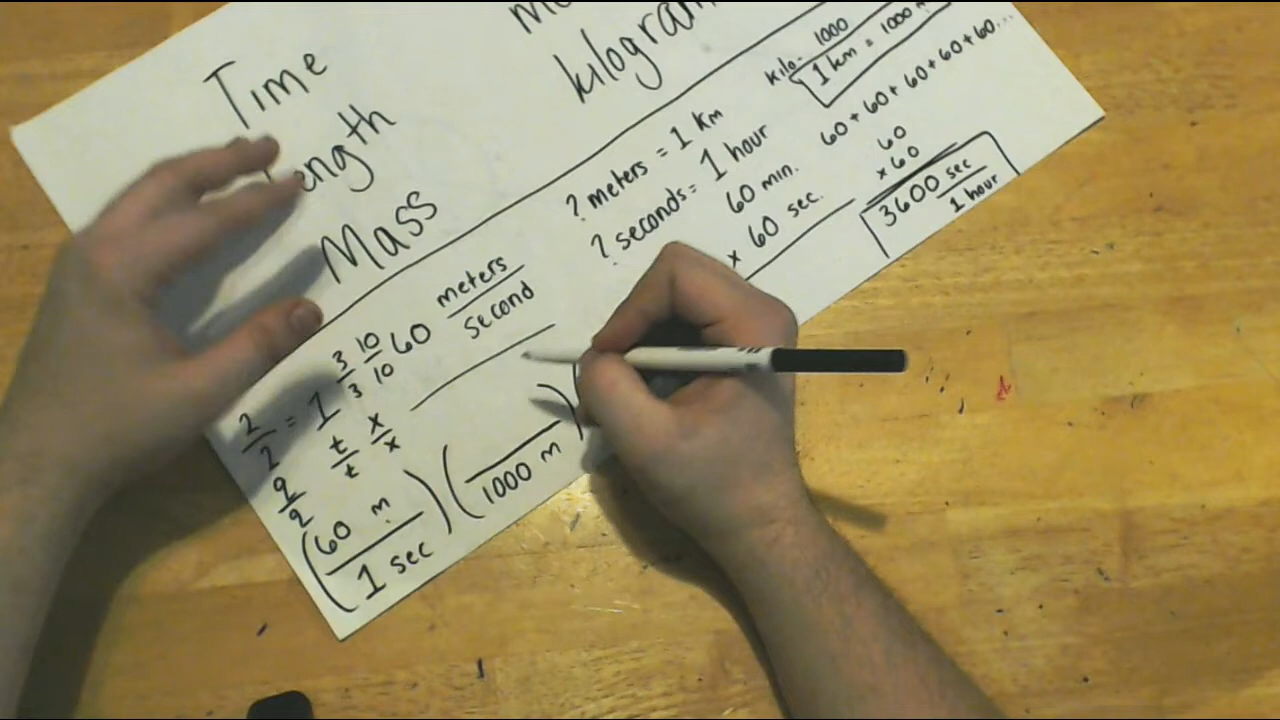 Time
Length
Mass
kilogram
kilo- 1000
1 km = 1000 m
? meters = 1 km
? seconds = 1 hour
60 min.
x 60 sec.
60 + 60 + 60 + 60 + 60...
60
x 60
3600 sec
1 hour
60 meters
second
2/2 = 1
3/3
10/10
t/t
x/x
9/9
(60 m / 1 sec) ( / 1000 m)